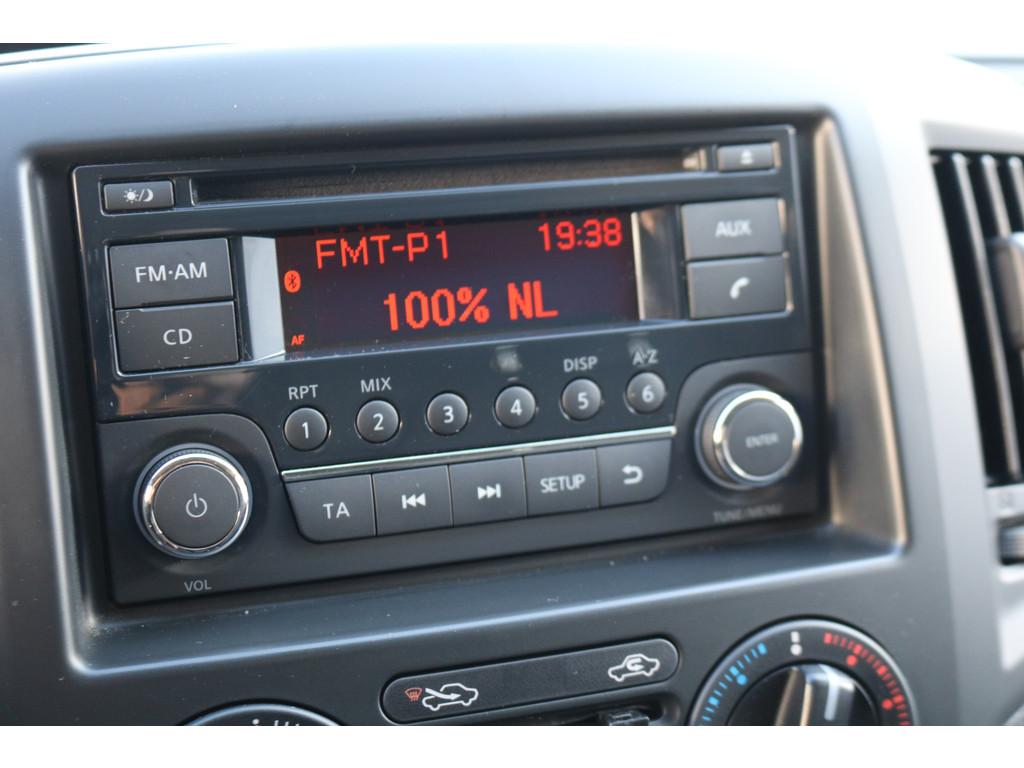 FMT-P1 19:38
100% NL
AF
FM·AM
CD
AUX
RPT MIX DISP A-Z
1 2 3 4 5 6
TA SETUP
ENTER
VOL
TUNE/MENU